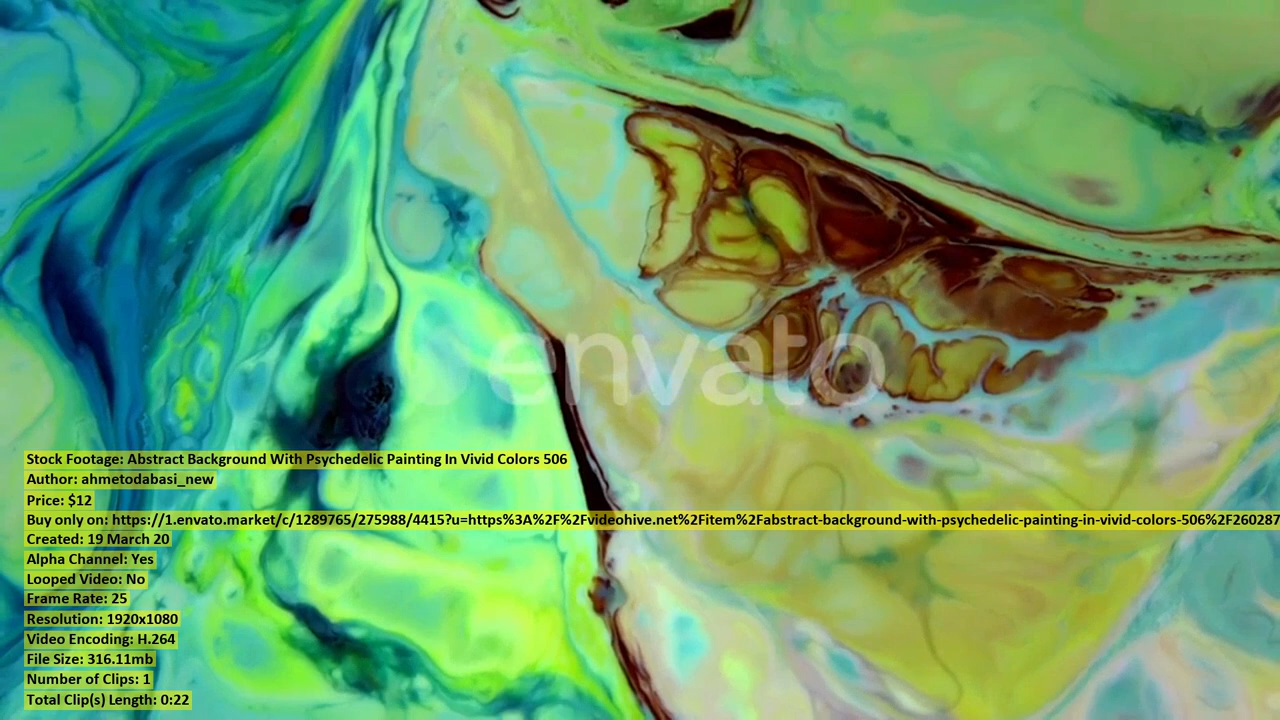 envato
Stock Footage: Abstract Background With Psychedelic Painting In Vivid Colors 506
Author: ahmetodabasi_new
Price: $12
Buy only on: https://1.envato.market/c/1289765/275988/4415?u=https%3A%2F%2Fvideohive.net%2Fitem%2Fabstract-background-with-psychedelic-painting-in-vivid-colors-506%2F260287
Created: 19 March 20
Alpha Channel: Yes
Looped Video: No
Frame Rate: 25
Resolution: 1920x1080
Video Encoding: H.264
File Size: 316.11mb
Number of Clips: 1
Total Clip(s) Length: 0:22